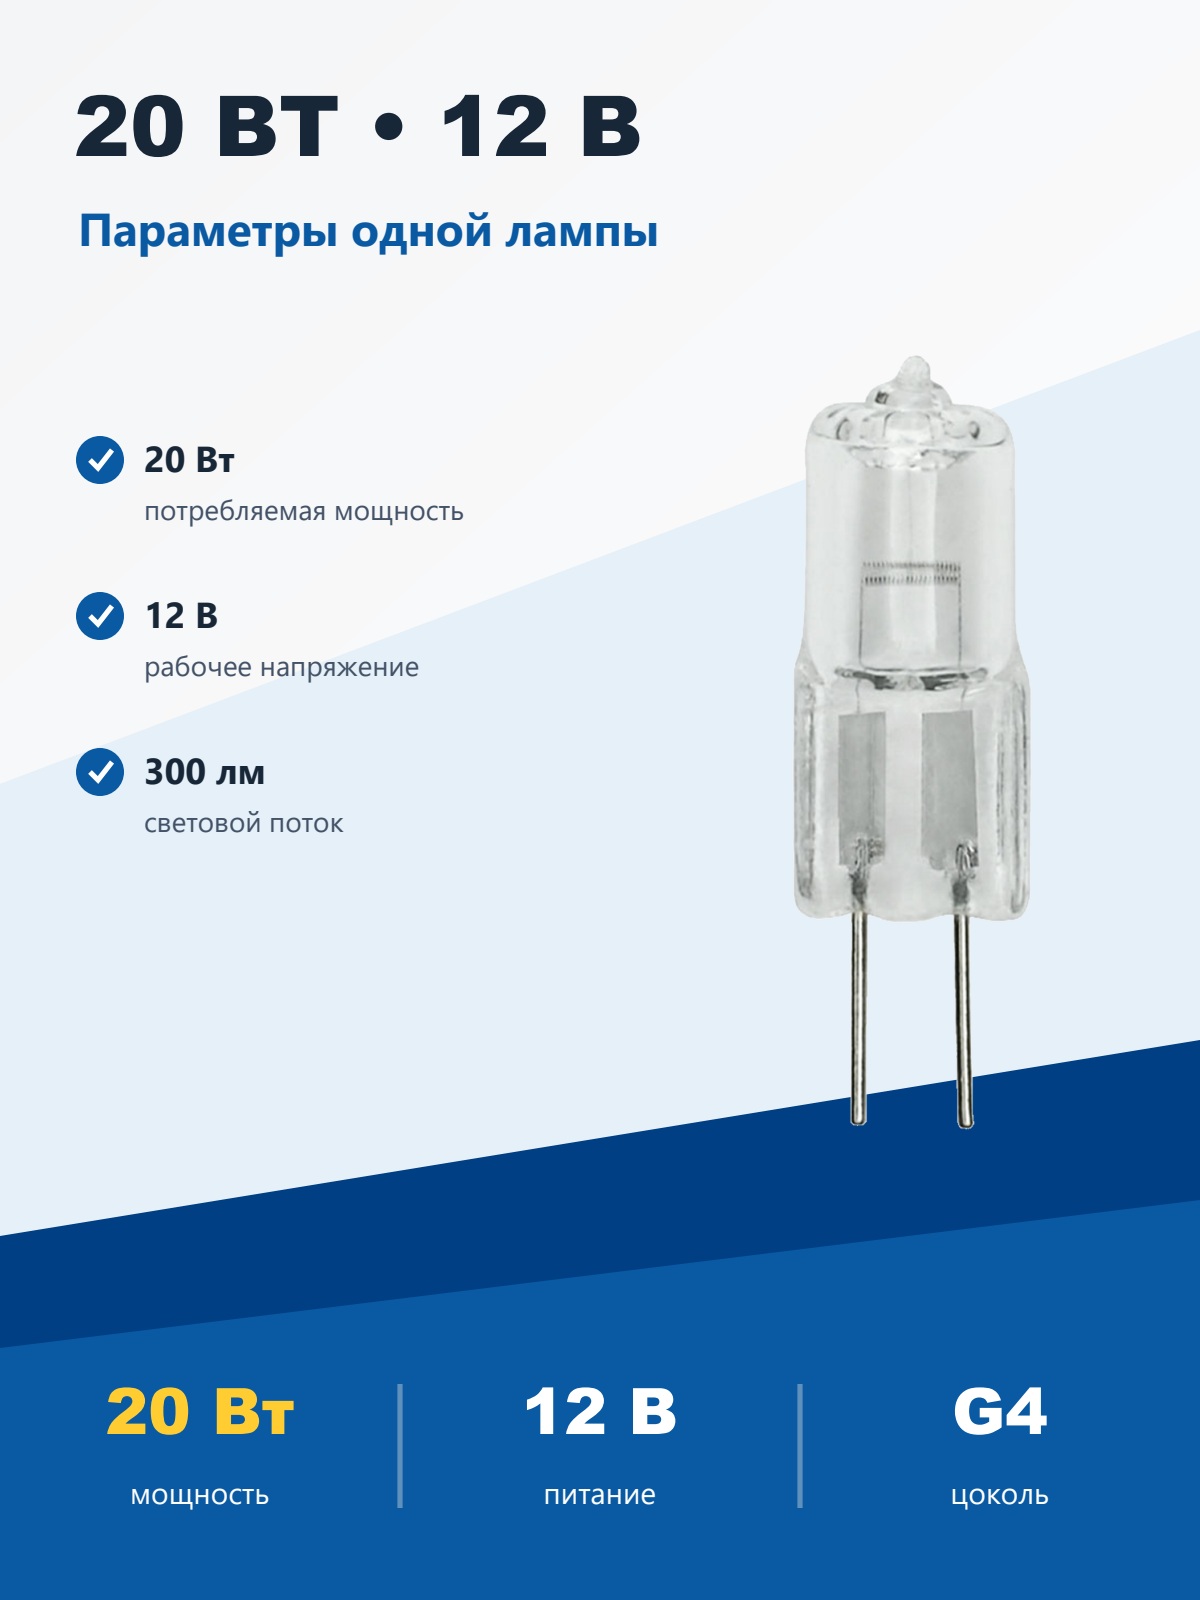 20 ВТ • 12 В
Параметры одной лампы
20 Вт
потребляемая мощность
12 В
рабочее напряжение
300 лм
световой поток
20 Вт
мощность
12 В
питание
G4
цоколь